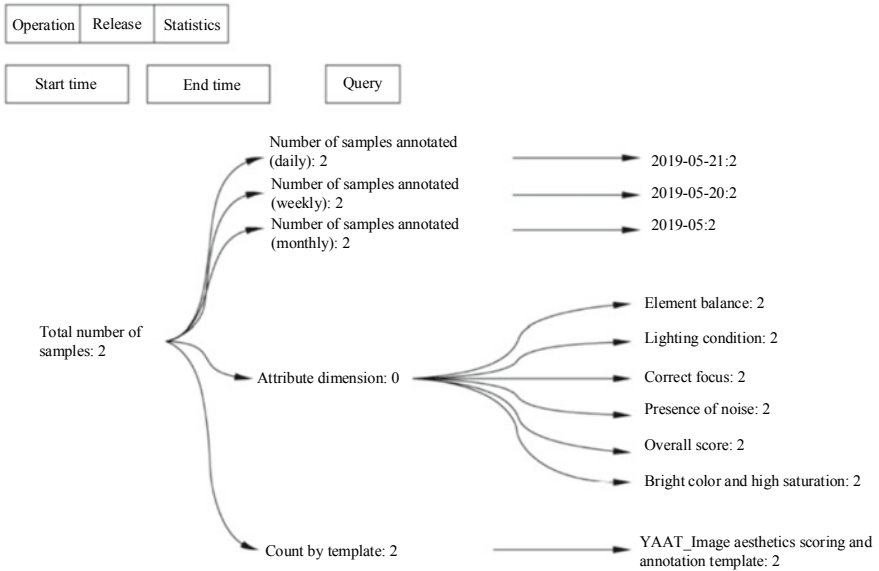 Operation Release Statistics
Start time End time Query
Number of samples annotated
(daily): 2
2019-05-21:2
Number of samples annotated
(weekly): 2
2019-05-20:2
Number of samples annotated
(monthly): 2
2019-05:2
Total number of
samples: 2
Attribute dimension: 0
Element balance: 2
Lighting condition: 2
Correct focus: 2
Presence of noise: 2
Overall score: 2
Bright color and high saturation: 2
Count by template: 2
YAAT_Image aesthetics scoring and
annotation template: 2